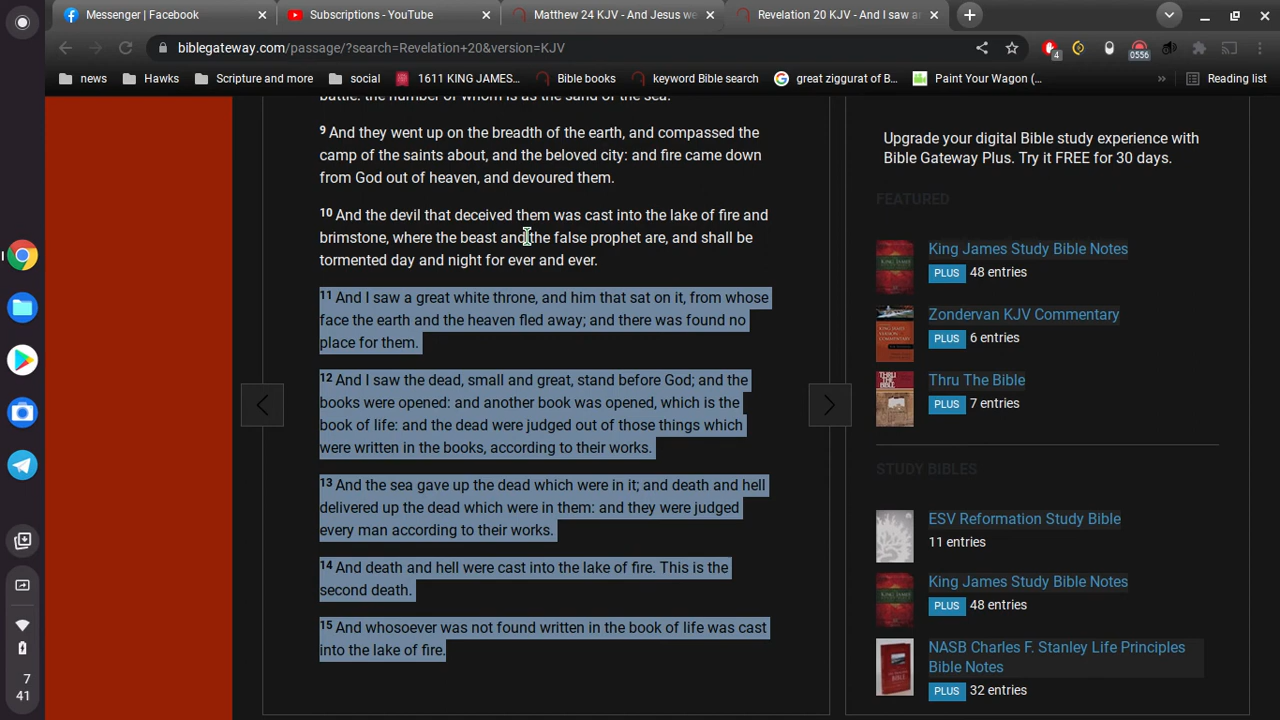 Messenger | Facebook
Subscriptions - YouTube
Matthew 24 KJV - And Jesus we
Revelation 20 KJV - And I saw a
biblegateway.com/passage/?search=Revelation+20&version=KJV
4
0556
news
Hawks
Scripture and more
social
1611 KING JAMES...
Bible books
keyword Bible search
great ziggurat of B...
Paint Your Wagon (...
»
Reading list
battle: the number of whom is as the sand of the sea.
9 And they went up on the breadth of the earth, and compassed the
camp of the saints about, and the beloved city: and fire came down
from God out of heaven, and devoured them.
10 And the devil that deceived them was cast into the lake of fire and
brimstone, where the beast and the false prophet are, and shall be
tormented day and night for ever and ever.
11 And I saw a great white throne, and him that sat on it, from whose
face the earth and the heaven fled away; and there was found no
place for them.
12 And I saw the dead, small and great, stand before God; and the
books were opened: and another book was opened, which is the
book of life: and the dead were judged out of those things which
were written in the books, according to their works.
13 And the sea gave up the dead which were in it; and death and hell
delivered up the dead which were in them: and they were judged
every man according to their works.
14 And death and hell were cast into the lake of fire. This is the
second death.
15 And whosoever was not found written in the book of life was cast
into the lake of fire.
Upgrade your digital Bible study experience with
Bible Gateway Plus. Try it FREE for 30 days.
FEATURED
King James Study Bible Notes
PLUS 48 entries
Zondervan KJV Commentary
PLUS 6 entries
Thru The Bible
PLUS 7 entries
STUDY BIBLES
ESV Reformation Study Bible
11 entries
King James Study Bible Notes
PLUS 48 entries
NASB Charles F. Stanley Life Principles
Bible Notes
PLUS 32 entries
7
41